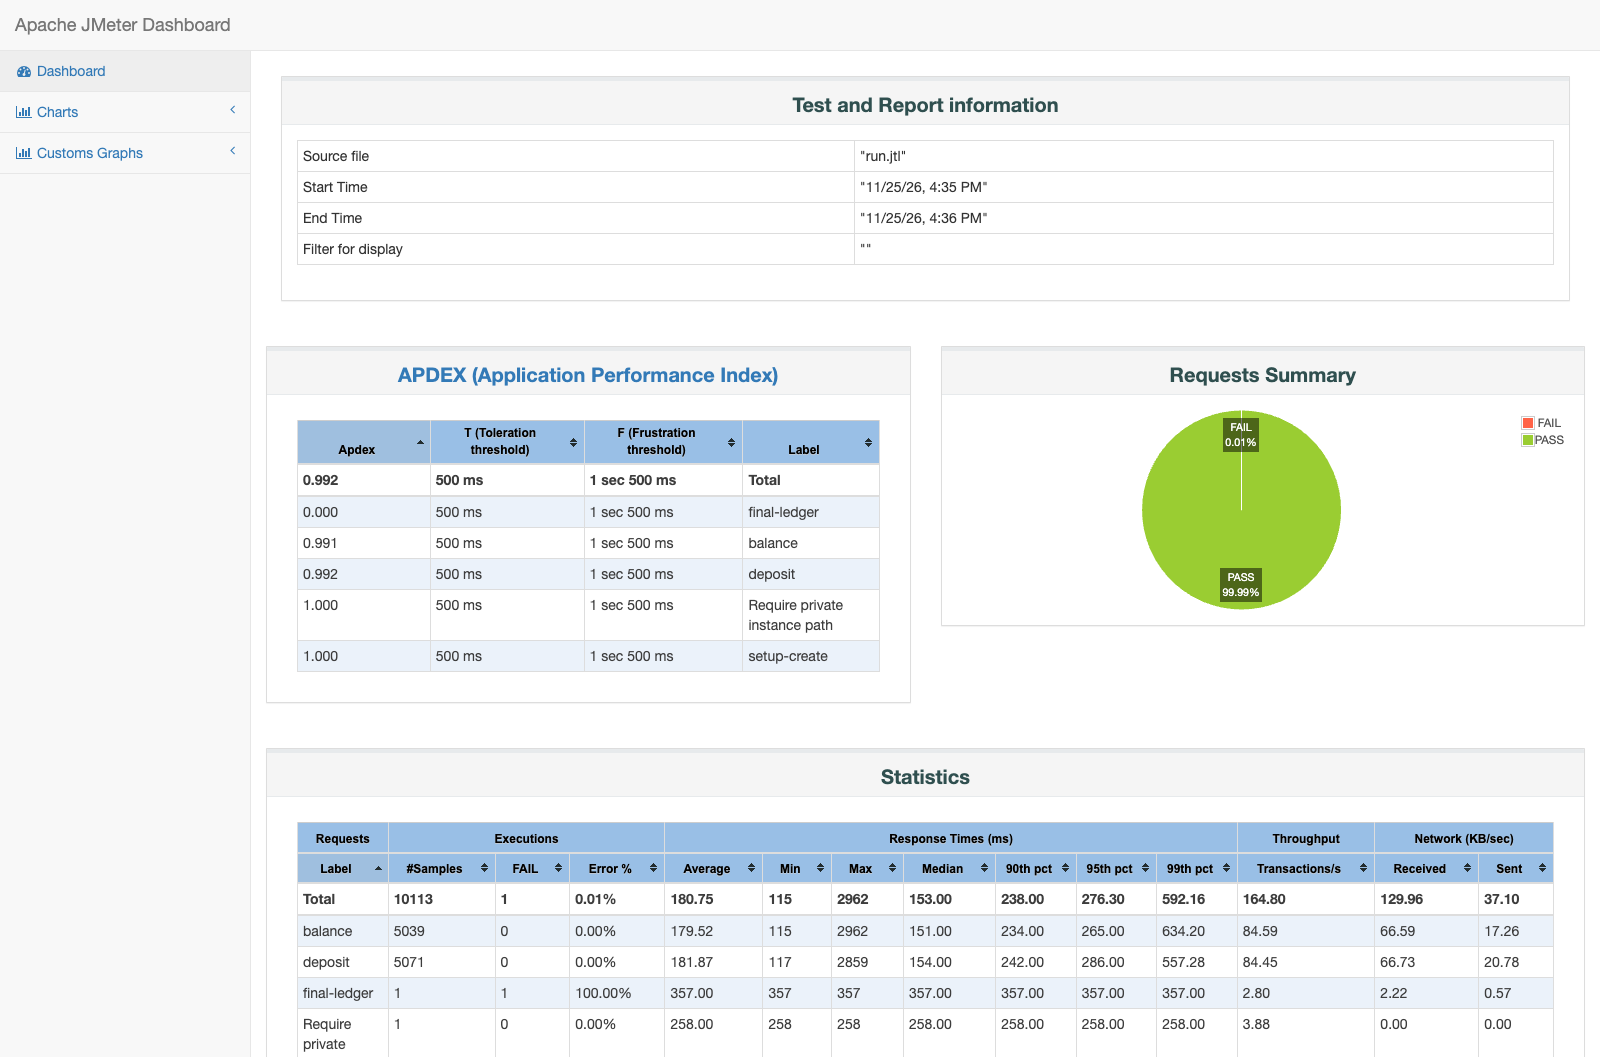 Apache JMeter Dashboard
Dashboard
Charts
Customs Graphs
Test and Report information
Source file "run.jtl"
Start Time "11/25/26, 4:35 PM"
End Time "11/25/26, 4:36 PM"
Filter for display ""
APDEX (Application Performance Index)
Apdex T (Toleration threshold) F (Frustration threshold) Label
0.992 500 ms 1 sec 500 ms Total
0.000 500 ms 1 sec 500 ms final-ledger
0.991 500 ms 1 sec 500 ms balance
0.992 500 ms 1 sec 500 ms deposit
1.000 500 ms 1 sec 500 ms Require private instance path
1.000 500 ms 1 sec 500 ms setup-create
Requests Summary
FAIL
0.01%
PASS
99.99%
FAIL
PASS
Statistics
Requests Executions Response Times (ms) Throughput Network (KB/sec)
Label #Samples FAIL Error % Average Min Max Median 90th pct 95th pct 99th pct Transactions/s Received Sent
Total 10113 1 0.01% 180.75 115 2962 153.00 238.00 276.30 592.16 164.80 129.96 37.10
balance 5039 0 0.00% 179.52 115 2962 151.00 234.00 265.00 634.20 84.59 66.59 17.26
deposit 5071 0 0.00% 181.87 117 2859 154.00 242.00 286.00 557.28 84.45 66.73 20.78
final-ledger 1 1 100.00% 357.00 357 357 357.00 357.00 357.00 357.00 2.80 2.22 0.57
Require private 1 0 0.00% 258.00 258 258 258.00 258.00 258.00 258.00 3.88 0.00 0.00